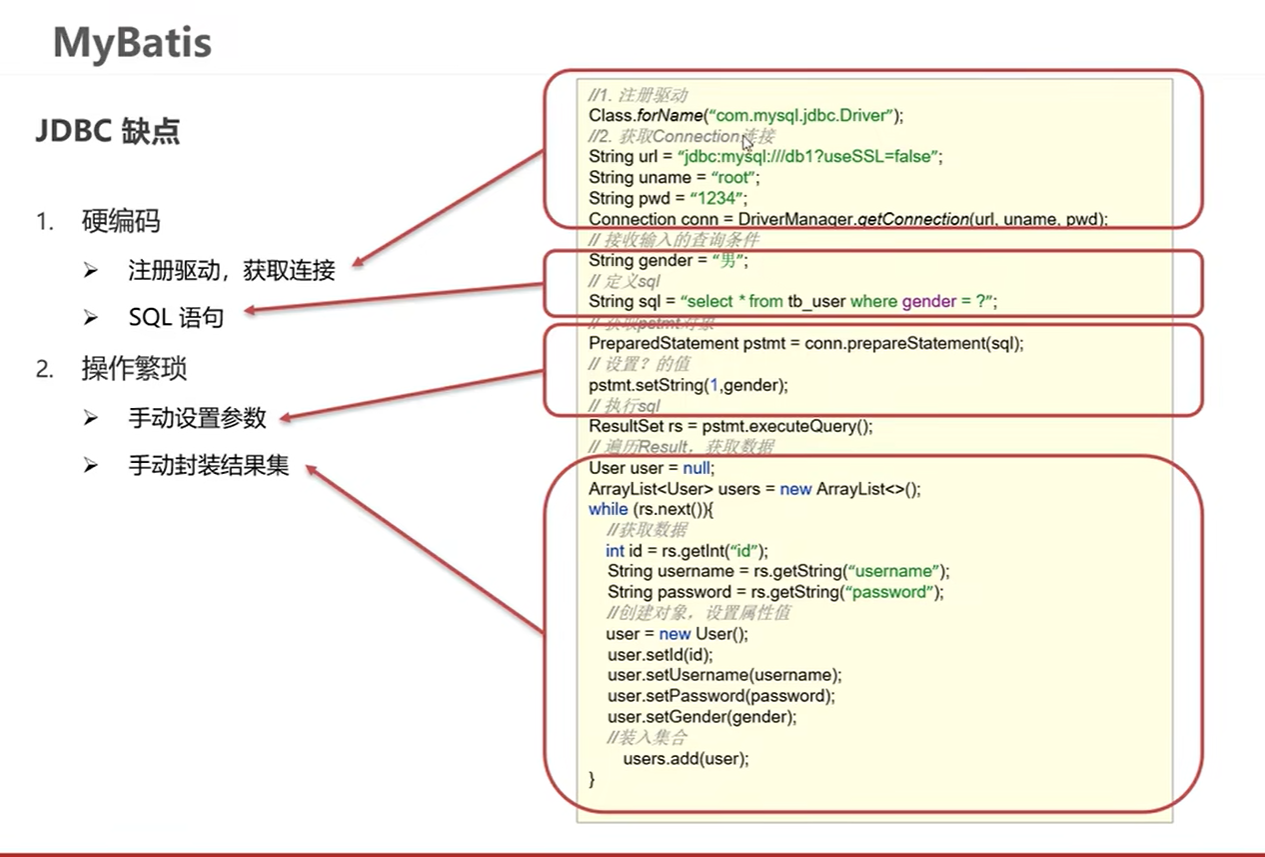 MyBatis
JDBC 缺点
1. 硬编码
➢ 注册驱动，获取连接
➢ SQL 语句
2. 操作繁琐
➢ 手动设置参数
➢ 手动封装结果集
//1. 注册驱动
Class.forName(“com.mysql.jdbc.Driver”);
//2. 获取Connection连接
String url = “jdbc:mysql:///db1?useSSL=false”;
String uname = “root”;
String pwd = “1234”;
Connection conn = DriverManager.getConnection(url, uname, pwd);
// 接收输入的查询条件
String gender = “男”;
// 定义sql
String sql = “select * from tb_user where gender = ?”;
// 获取pstmt对象
PreparedStatement pstmt = conn.prepareStatement(sql);
// 设置？的值
pstmt.setString(1,gender);
// 执行sql
ResultSet rs = pstmt.executeQuery();
// 遍历Result，获取数据
User user = null;
ArrayList<User> users = new ArrayList<>();
while (rs.next()){
//获取数据
int id = rs.getInt(“id”);
String username = rs.getString(“username”);
String password = rs.getString(“password”);
//创建对象，设置属性值
user = new User();
user.setId(id);
user.setUsername(username);
user.setPassword(password);
user.setGender(gender);
//装入集合
users.add(user);
}